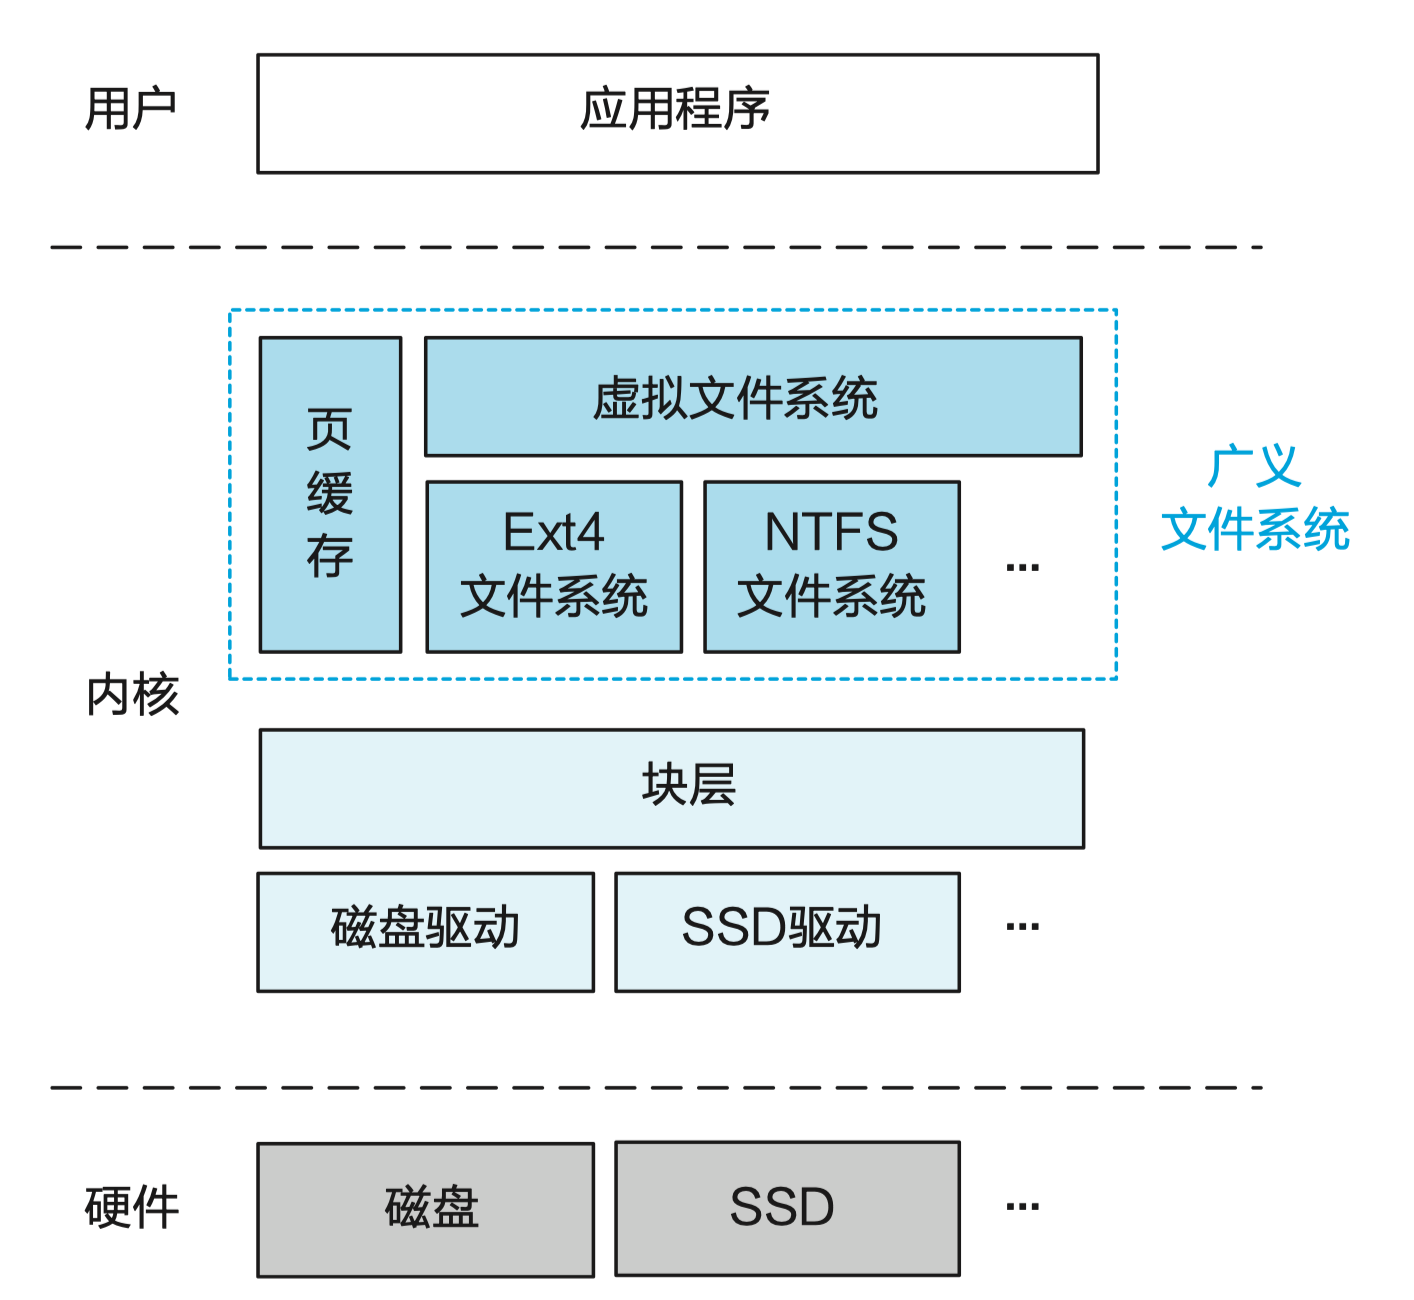 用户
应用程序
页
缓
存
虚拟文件系统
Ext4
文件系统
NTFS
文件系统
...
广义
文件系统
内核
块层
磁盘驱动
SSD驱动
...
硬件
磁盘
SSD
...